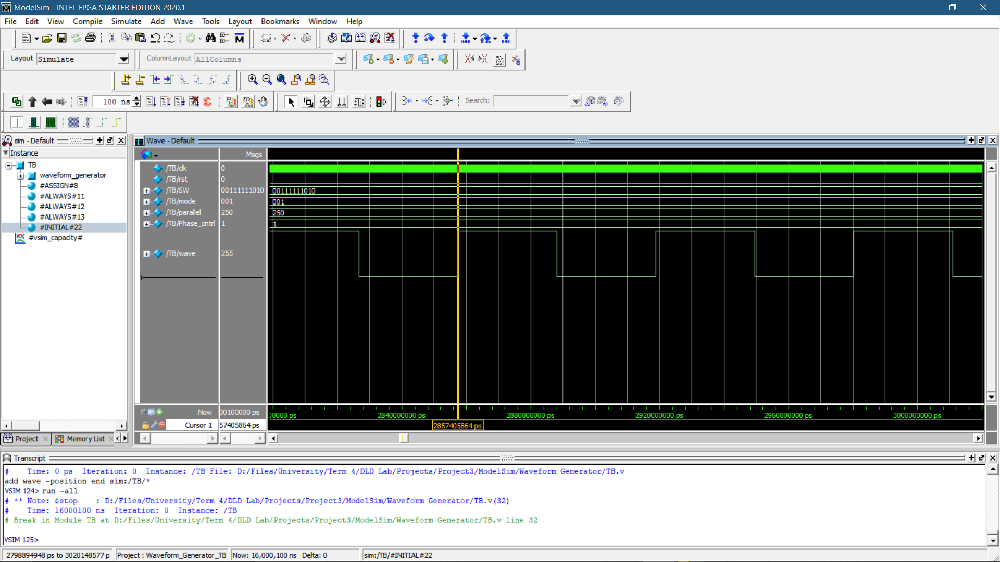 ModelSim - INTEL FPGA STARTER EDITION 2020.1
File Edit View Compile Simulate Add Wave Tools Layout Bookmarks Window Help
Layout Simulate ColumnLayout AllColumns
100 ns Search:
sim - Default
Instance
TB
waveform_generator
#ASSIGN#8
#ALWAYS#11
#ALWAYS#12
#ALWAYS#13
#INITIAL#22
#vsim_capacity#
Project Memory List
Wave - Default
Msgs
/TB/clk 0
/TB/rst 0
/TB/SW 00111111010 00111111010
/TB/mode 001 001
/TB/parallel 250 250
/TB/Phase_cntrl 1 1
/TB/wave 255
Now 00100000 ps 00000 ps 2840000000 ps 2880000000 ps 2920000000 ps 2960000000 ps 3000000000 ps
Cursor 1 57405864 ps 2857405864 ps
Transcript
# Time: 0 ps Iteration: 0 Instance: /TB File: D:/Files/University/Term 4/DLD Lab/Projects/Project3/ModelSim/Waveform Generator/TB.v
add wave -position end sim:/TB/*
VSIM 124> run -all
# ** Note: $stop : D:/Files/University/Term 4/DLD Lab/Projects/Project3/ModelSim/Waveform Generator/TB.v(32)
# Time: 16000100 ns Iteration: 0 Instance: /TB
# Break in Module TB at D:/Files/University/Term 4/DLD Lab/Projects/Project3/ModelSim/Waveform Generator/TB.v line 32
VSIM 125>
2798894948 ps to 3020148577 p Project : Waveform_Generator_TB Now: 16,000,100 ns Delta: 0 sim:/TB/#INITIAL#22